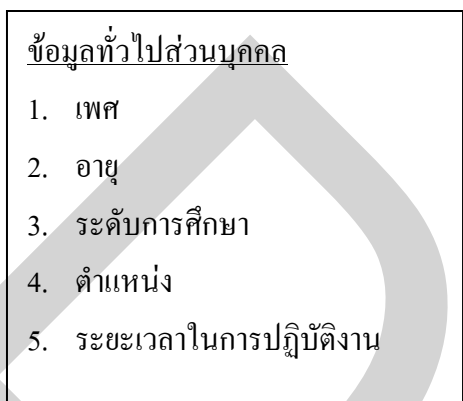 ข้อมูลทั่วไปส่วนบุคคล
1. เพศ
2. อายุ
3. ระดับการศึกษา
4. ตำแหน่ง
5. ระยะเวลาในการปฏิบัติงาน